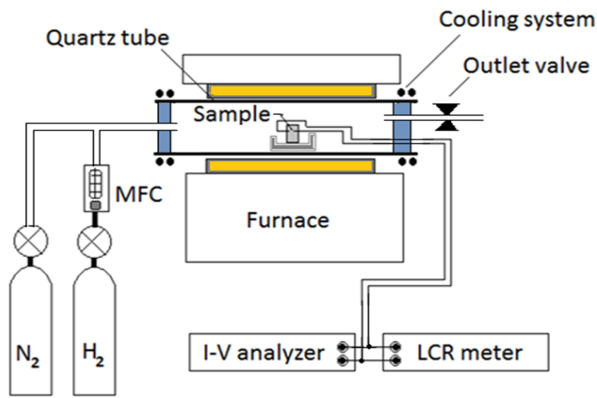 Cooling system
Quartz tube
Outlet valve
Sample
MFC
Furnace
N2
H2
I-V analyzer
LCR meter